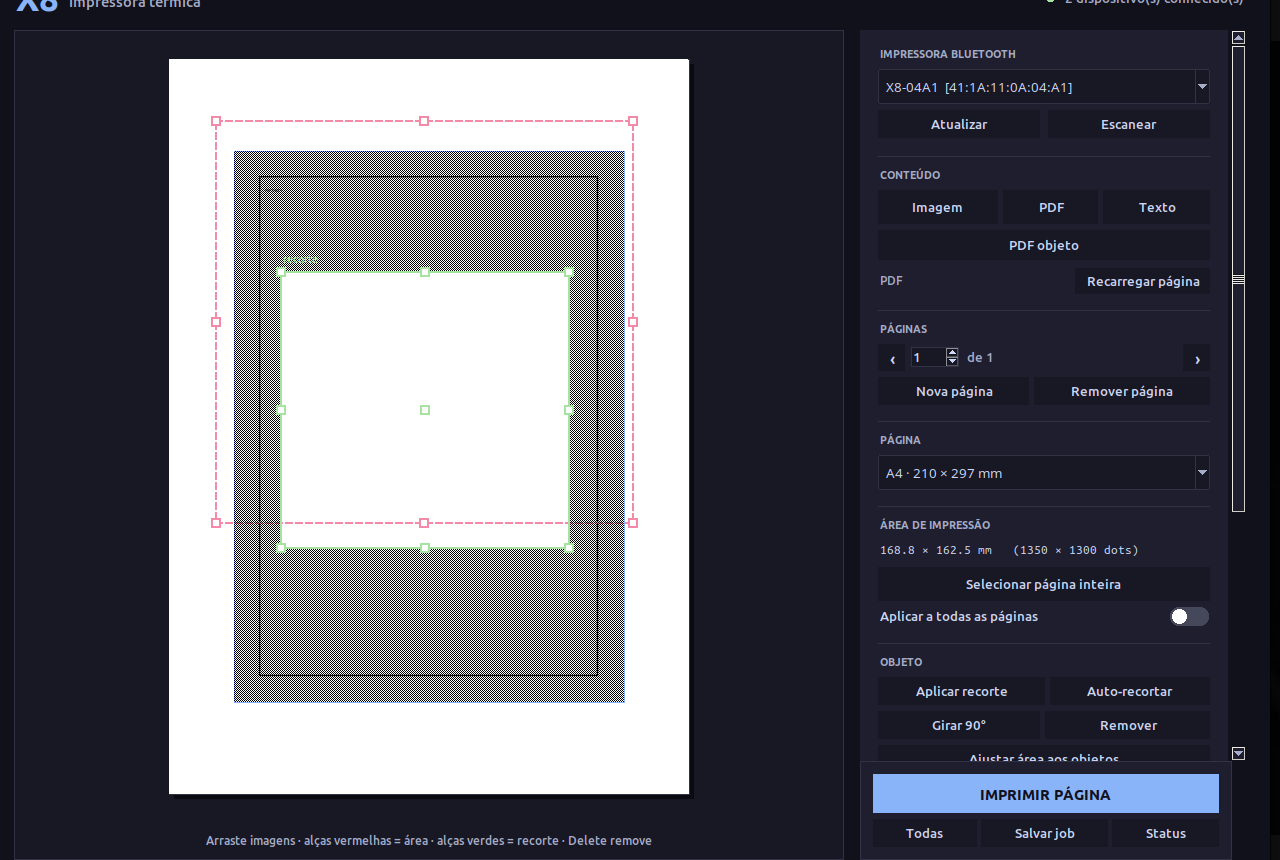 X8 Impressora térmica
2 dispositivo(s) conhecido(s)
IMPRESSORA BLUETOOTH
X8-04A1 [41:1A:11:0A:04:A1]
Atualizar Escanear
CONTEÚDO
Imagem PDF Texto
PDF objeto
PDF Recarregar página
PÁGINAS
‹ 1 de 1 ›
Nova página Remover página
PÁGINA
A4 · 210 × 297 mm
ÁREA DE IMPRESSÃO
168.8 × 162.5 mm (1350 × 1300 dots)
Selecionar página inteira
Aplicar a todas as páginas
OBJETO
Aplicar recorte Auto-recortar
Girar 90° Remover
Ajustar área aos objetos
IMPRIMIR PÁGINA
Todas Salvar job Status
Arraste imagens · alças vermelhas = área · alças verdes = recorte · Delete remove